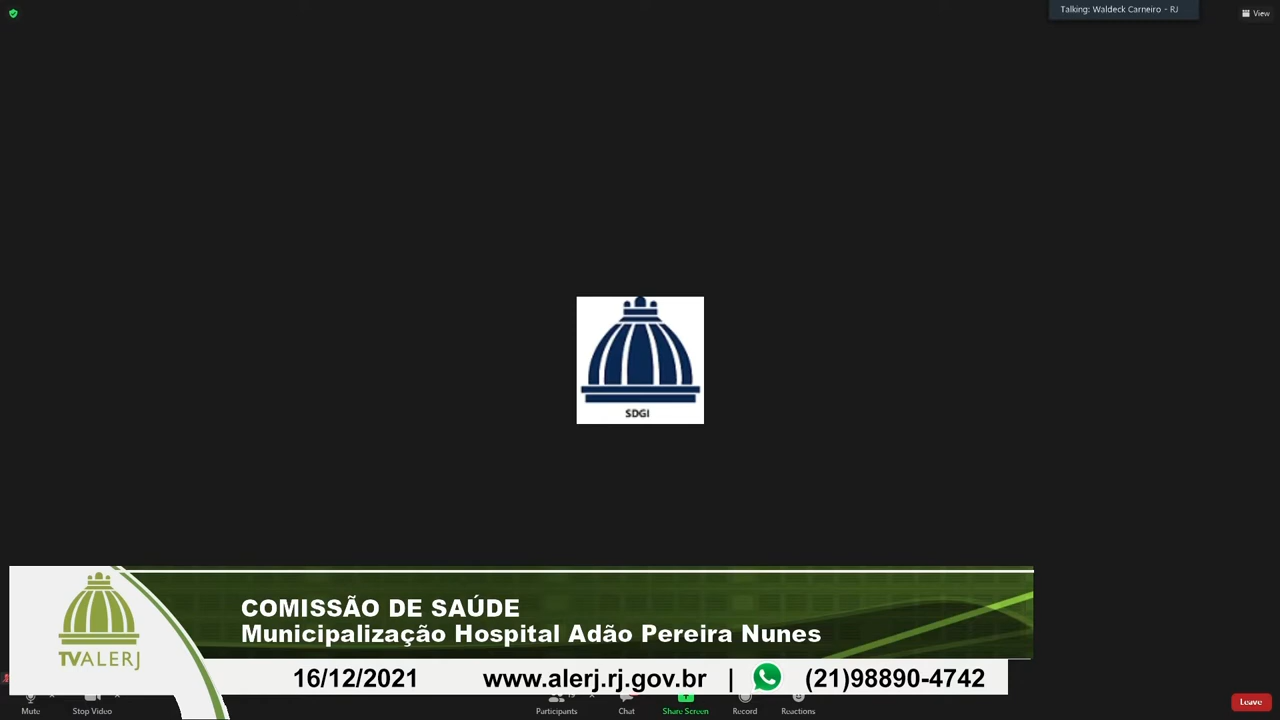 Talking: Waldeck Carneiro - RJ
View
SDGI
COMISSÃO DE SAÚDE
Municipalização Hospital Adão Pereira Nunes
TVALERJ
16/12/2021 www.alerj.rj.gov.br | (21)98890-4742
Mute Stop Video Participants Chat Share Screen Record Reactions Leave